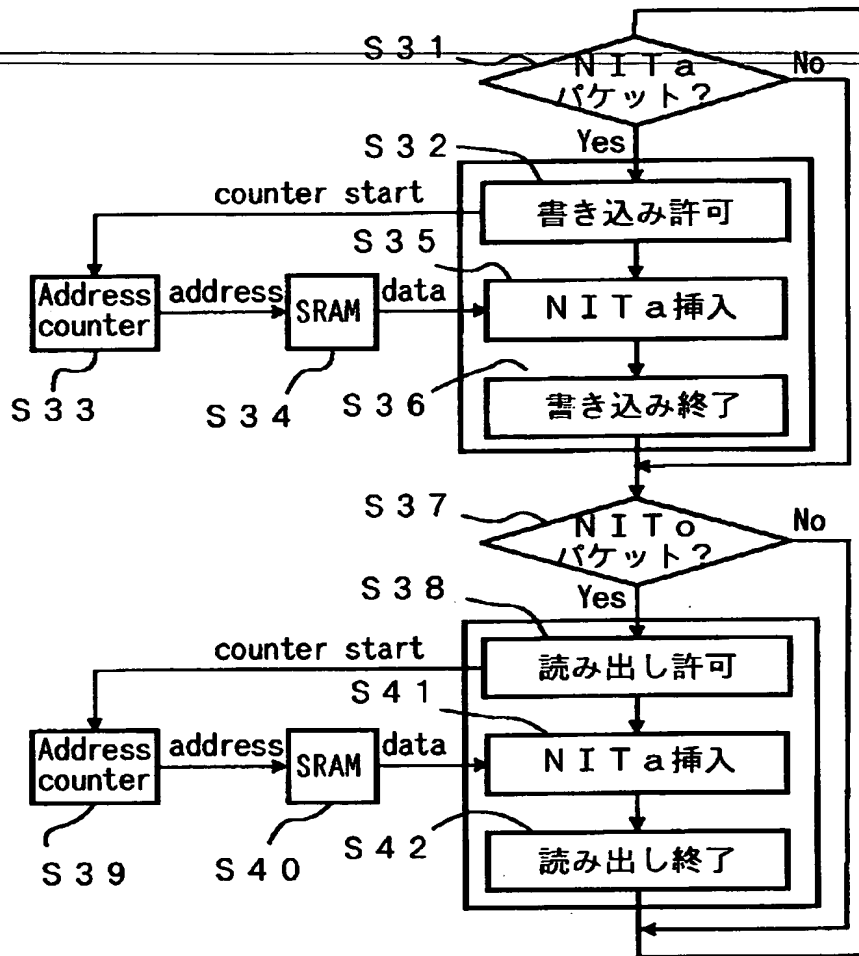 S31
NITa
パケット?
No
Yes
S32
counter start
書き込み許可
S35
Address
counter
address
SRAM
data
NITa挿入
S33
S34
S36
書き込み終了
S37
NITo
パケット?
No
Yes
S38
counter start
読み出し許可
S41
Address
counter
address
SRAM
data
NITa挿入
S39
S40
S42
読み出し終了